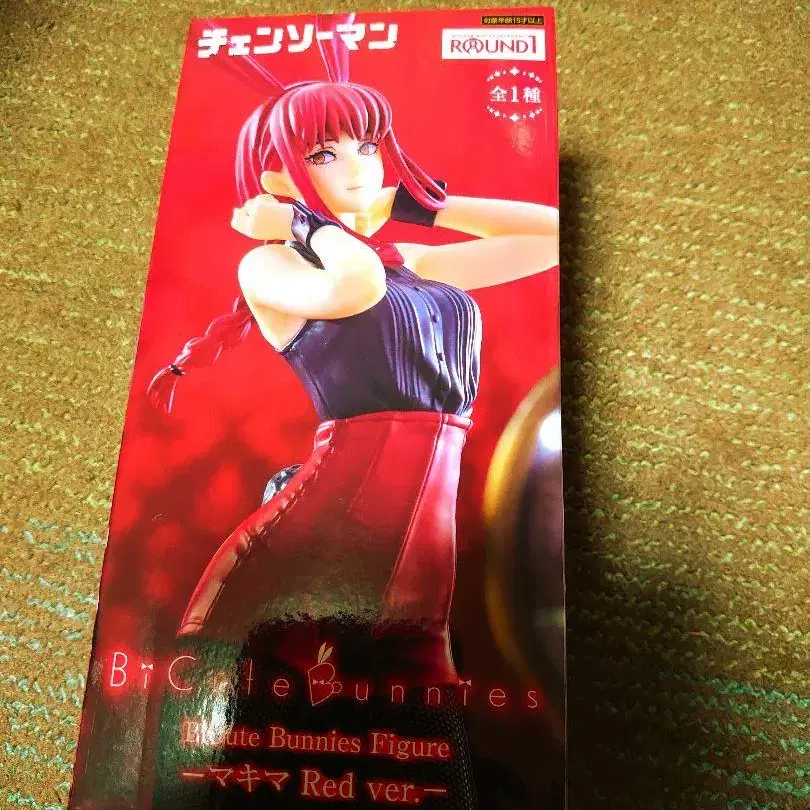 チェンソーマン
対象年齢15才以上
ROUND1
全1種
BiCute Bunnies
BiCute Bunnies Figure
ーマキマ Red ver.ー